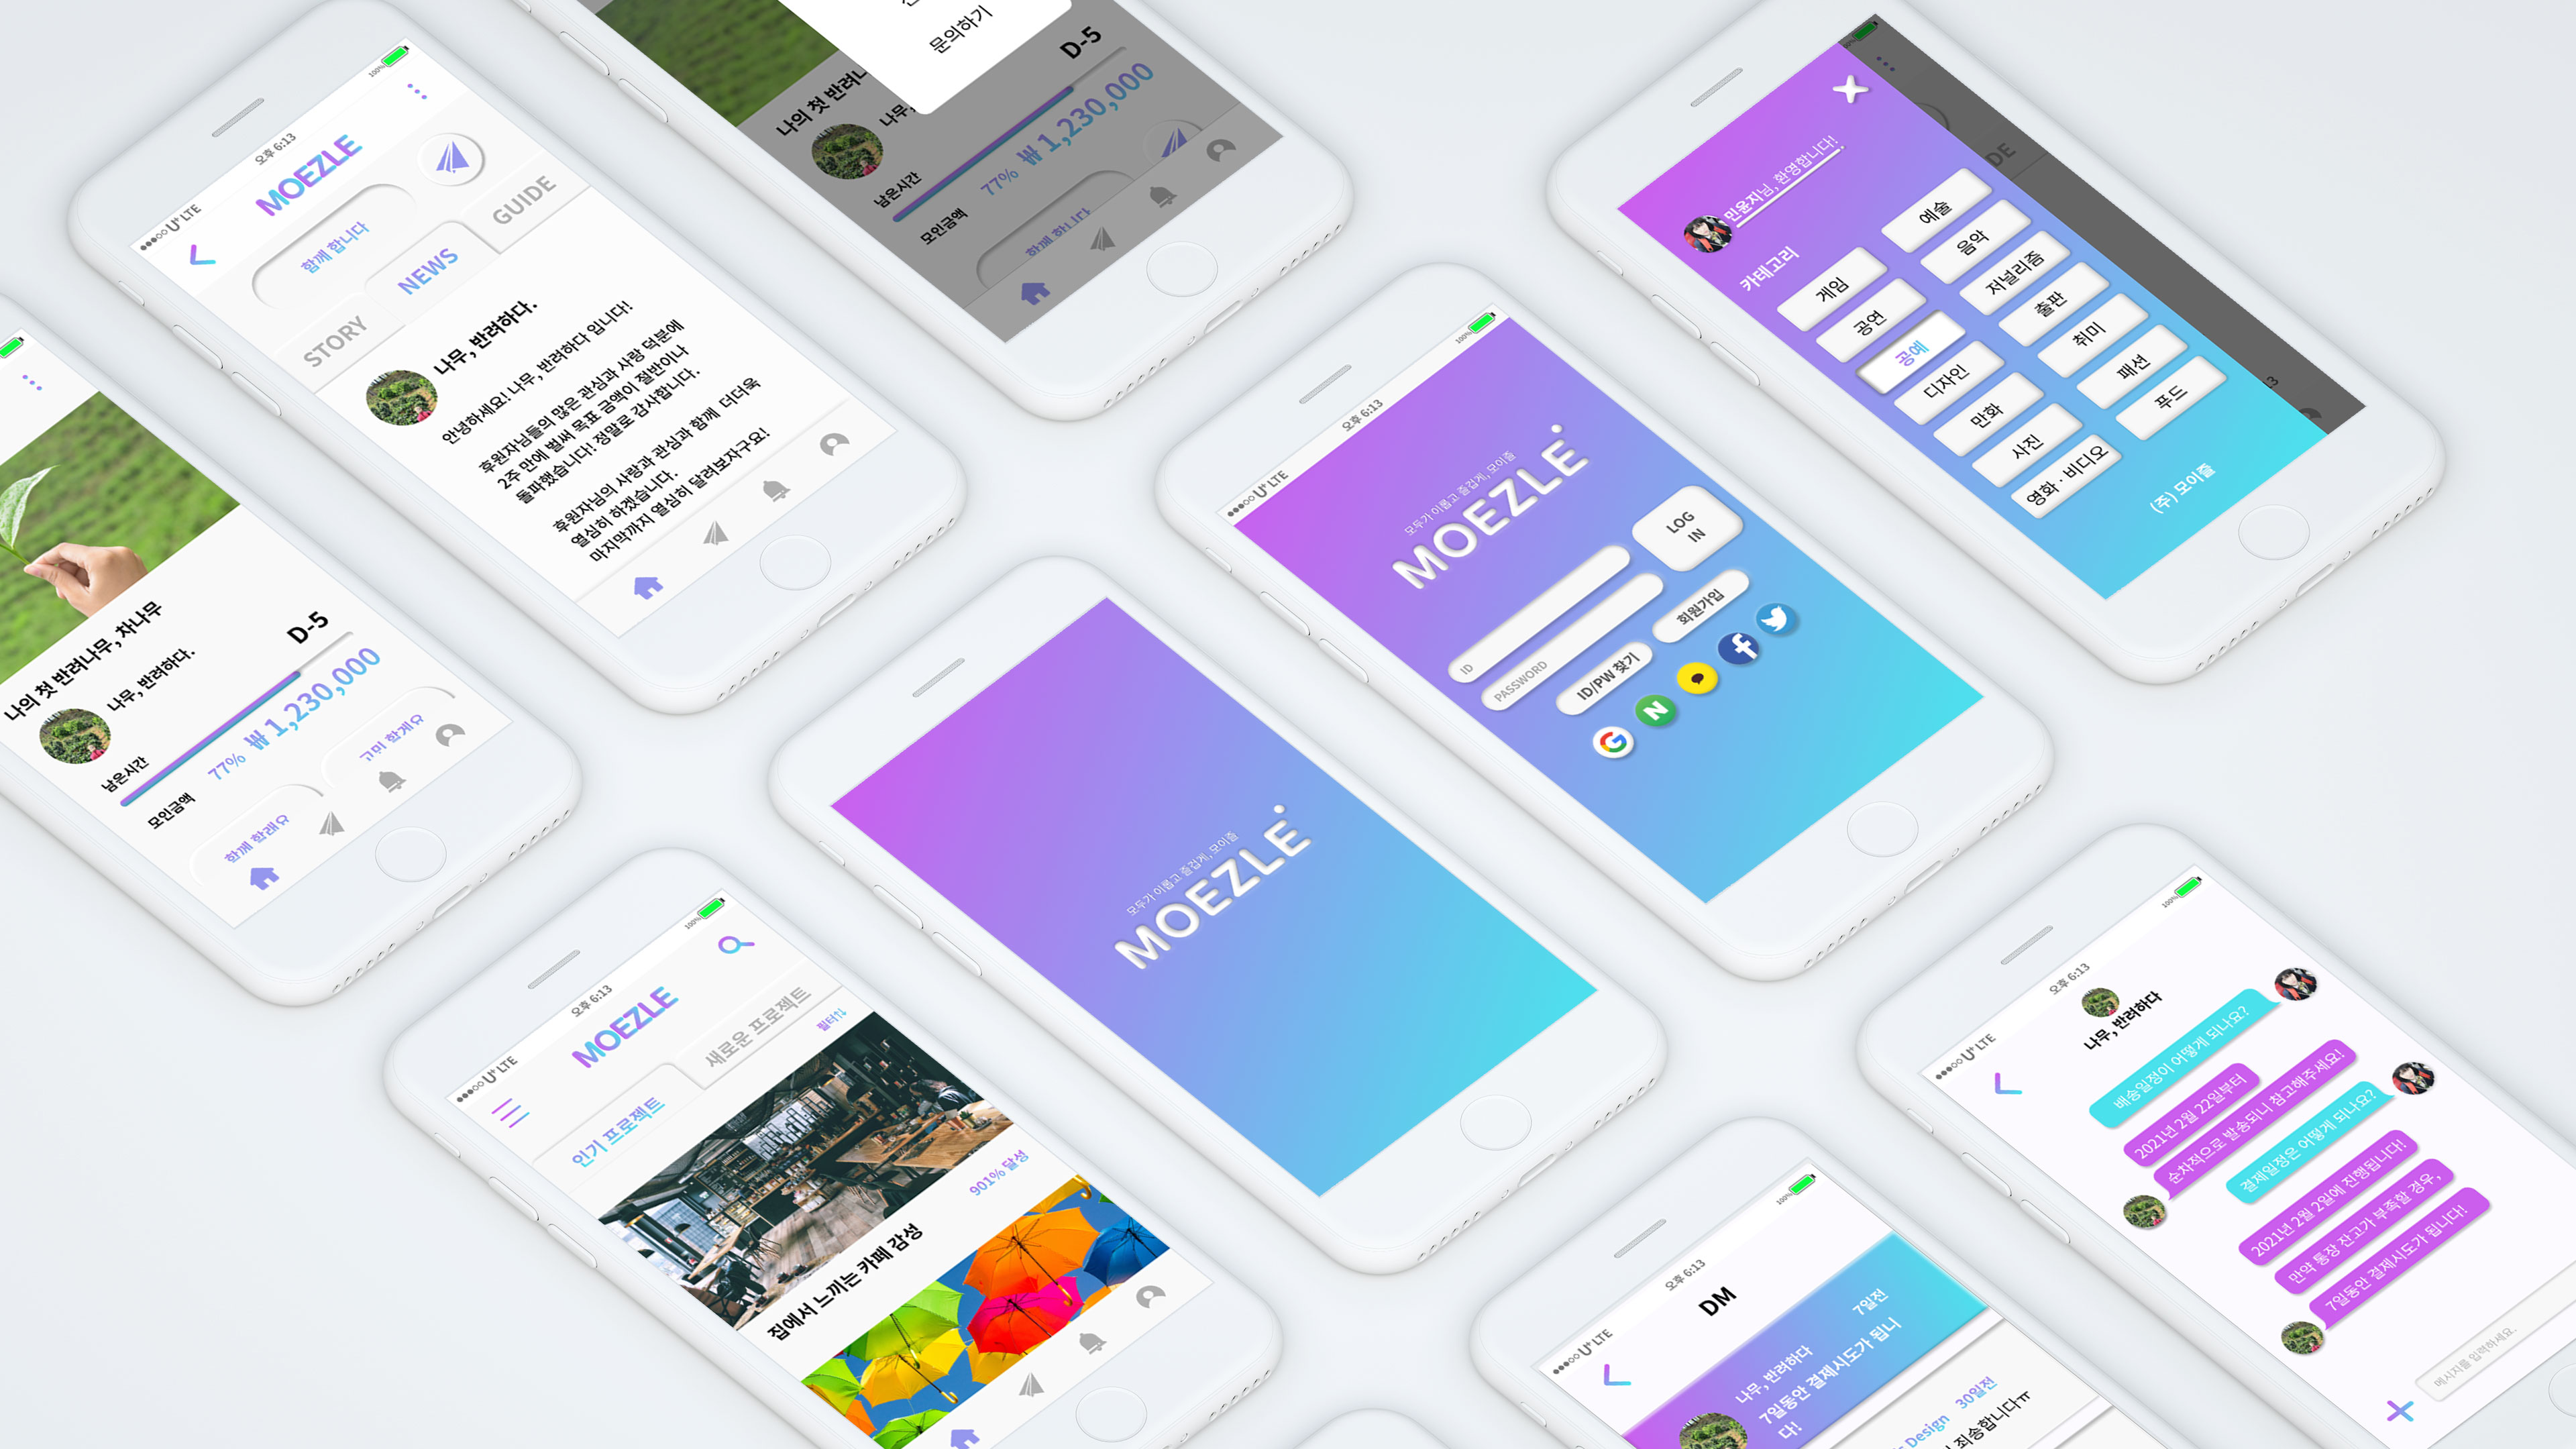 ●●●○○ U+ LTE
오후 6:13
100%
MOEZLE
함께 합니다
STORY
NEWS
GUIDE
나무, 반려하다.
안녕하세요! 나무, 반려하다 입니다!
후원자님들의 많은 관심과 사랑 덕분에
2주 만에 벌써 목표 금액이 절반이나
돌파했습니다! 정말로 감사합니다.
후원자님의 사랑과 관심과 함께 더더욱
열심히 하겠습니다.
마지막까지 열심히 달려보자구요!
문의하기
나의 첫 반려나
나무,
D-5
남은시간
77% ₩ 1,230,000
모인금액
함께 합니다
100%
민윤지님, 환영합니다!
카테고리
게임
예술
공연
음악
공예
저널리즘
디자인
출판
만화
취미
사진
패션
영화 · 비디오
푸드
(주) 모이즐
나의 첫 반려나무, 차나무
나무, 반려하다.
D-5
남은시간
77% ₩ 1,230,000
모인금액
함께 할래요
고민 할게요
●●●○○ U+ LTE
오후 6:13
100%
모두가 이롭고 즐겁게, 모이즐
MOEZLE
ID
PASSWORD
LOG
IN
ID/PW 찾기
회원가입
모두가 이롭고 즐겁게, 모이즐
MOEZLE
●●●○○ U+ LTE
오후 6:13
100%
MOEZLE
인기 프로젝트
새로운 프로젝트
필터↑↓
901% 달성
집에서 느끼는 카페 감성
●●●○○ U+ LTE
오후 6:13
100%
나무, 반려하다
배송일정이 어떻게 되나요?
2021년 2월 22일부터
순차적으로 발송되니 참고해주세요!
결제일정은 어떻게 되나요?
2021년 2월 2일에 진행됩니다!
만약 통장 잔고가 부족할 경우,
7일동안 결제시도가 됩니다!
메시지를 입력하세요.
●●●○○ U+ LTE
오후 6:13
100%
DM
나무, 반려하다
7일전
7일동안 결제시도가 됩니
다!
Design
30일전
죄송합니다ㅠ